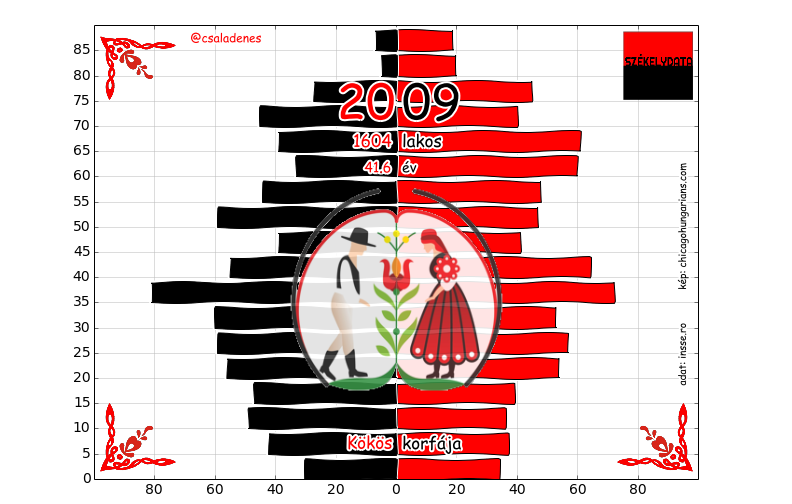 @csaladenes
SZÉKELYDATA
2009
1604 lakos
41.6 év
kép: chicagohungarians.com
adat: insse.ro
Kökös korfája
85
80
75
70
65
60
55
50
45
40
35
30
25
20
15
10
5
0
80 60 40 20 0 20 40 60 80